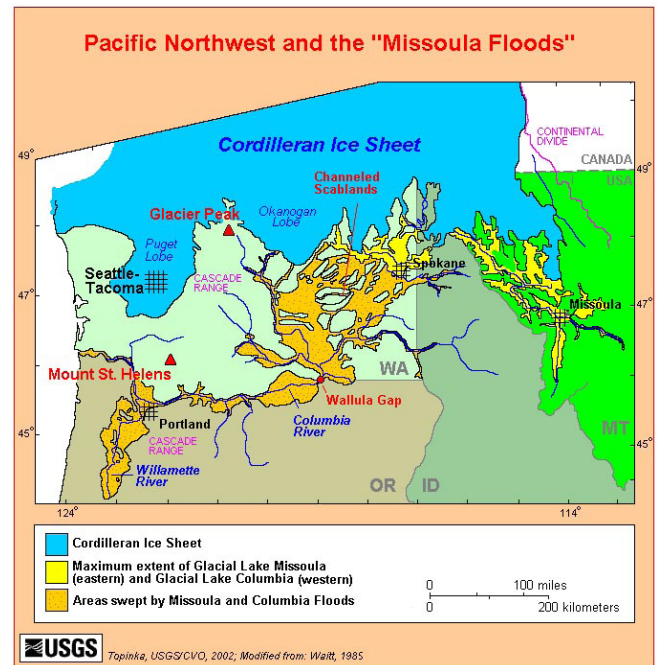 Pacific Northwest and the "Missoula Floods"
CONTINENTAL
DIVIDE
49°
Cordilleran Ice Sheet
CANADA
USA
49°
Channeled
Scablands
Glacier Peak
Okanogan
Lobe
Puget
Lobe
Seattle-
Tacoma
CASCADE
RANGE
Spokane
47°
Missoula
47°
Mount St. Helens
WA
Wallula Gap
Portland
Columbia
River
45°
CASCADE
RANGE
MT
45°
Willamette
River
OR
ID
124°
114°
Cordilleran Ice Sheet
Maximum extent of Glacial Lake Missoula
(eastern) and Glacial Lake Columbia (western)
Areas swept by Missoula and Columbia Floods
0 100 miles
0 200 kilometers
USGS
Topinka, USGS/CVO, 2002; Modified from: Waitt, 1985